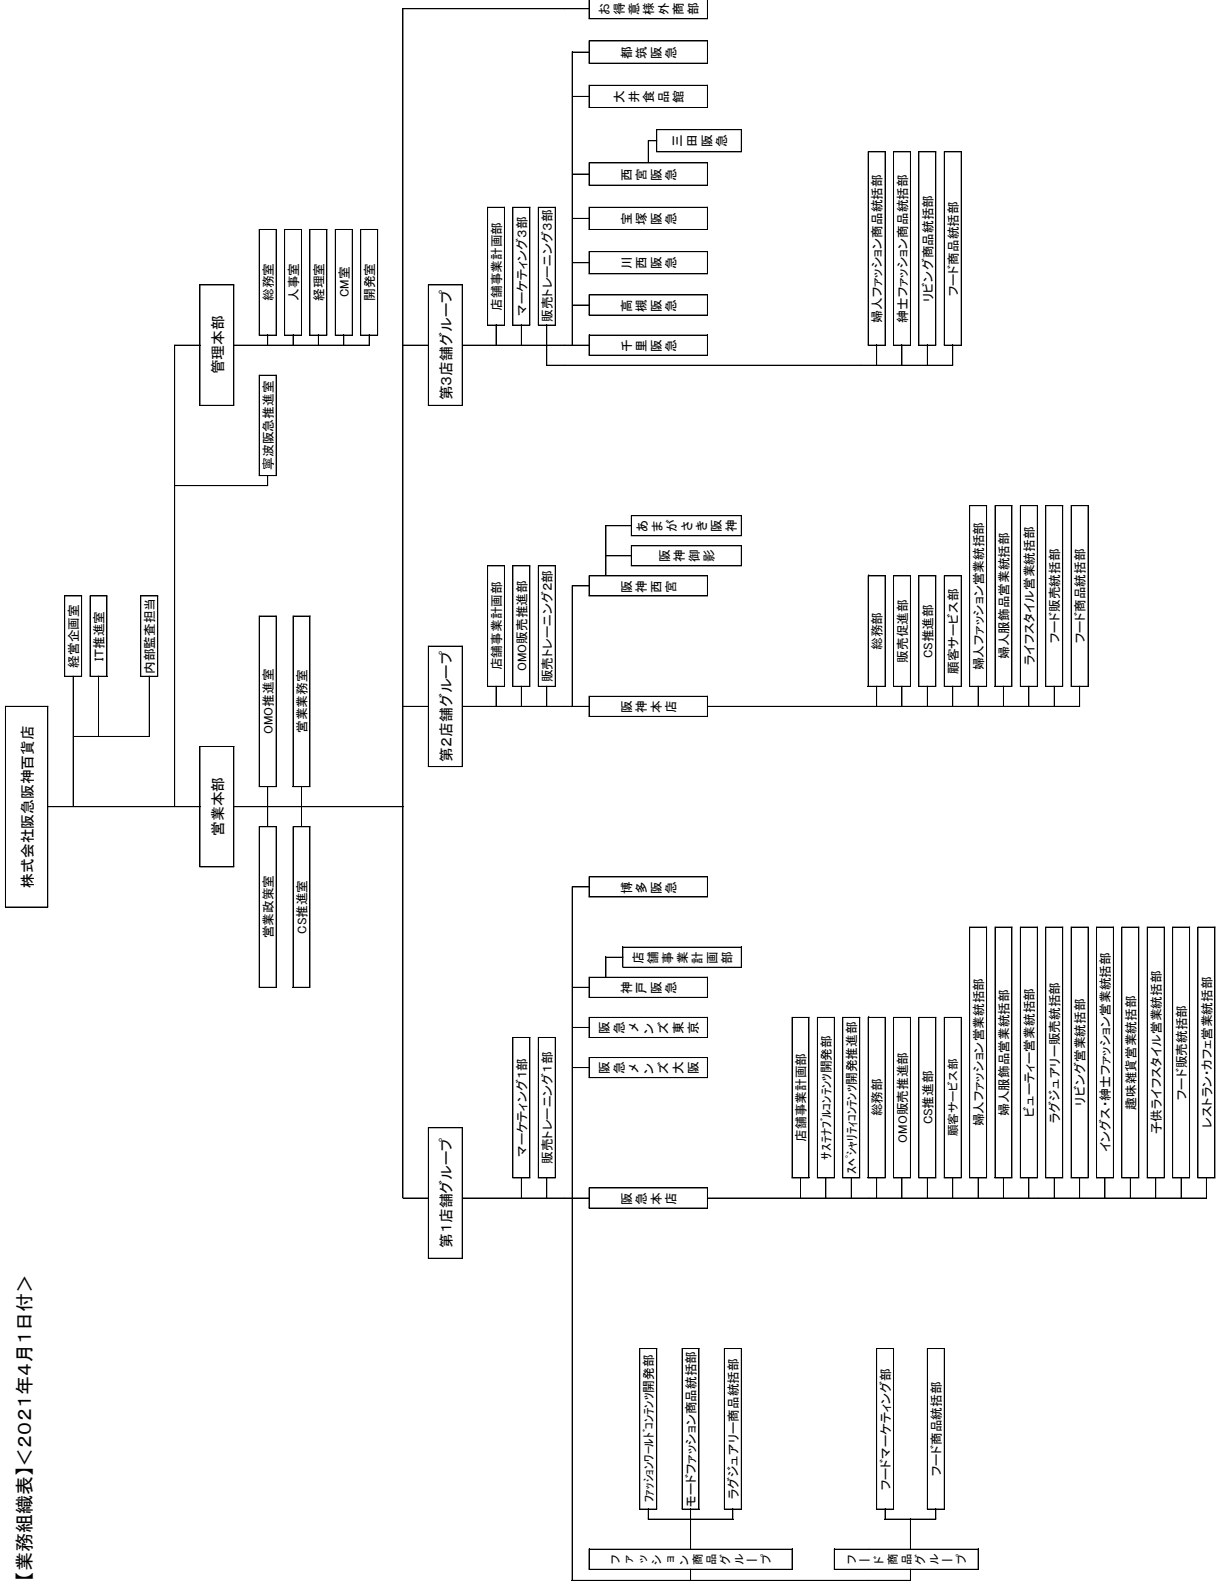 【業務組織表】<2021年4月1日付>
株式会社阪急阪神百貨店
経営企画室
IT推進室
内部監査担当
営業本部
管理本部
寧波阪急推進室
総務室
人事室
経理室
CM室
開発室
営業政策室
OMO推進室
CS推進室
営業業務室
第1店舗グループ
マーケティング1部
販売トレーニング1部
ファッション商品グループ
ファッションワールドコンテンツ開発部
モードファッション商品統括部
ラグジュアリー商品統括部
フード商品グループ
フードマーケティング部
フード商品統括部
阪急本店
店舗事業計画部
サステナブルコンテンツ開発部
スペシャリティコンテンツ開発推進部
総務部
OMO販売推進部
CS推進部
顧客サービス部
婦人ファッション営業統括部
婦人服飾品営業統括部
ビューティー営業統括部
ラグジュアリー販売統括部
リビング営業統括部
イングス・紳士ファッション営業統括部
趣味雑貨営業統括部
子供ライフスタイル営業統括部
フード販売統括部
レストラン・カフェ営業統括部
阪急メンズ大阪
阪急メンズ東京
神戸阪急
店舗事業計画部
博多阪急
第2店舗グループ
店舗事業計画部
OMO販売推進部
販売トレーニング2部
阪神本店
総務部
販売促進部
CS推進部
顧客サービス部
婦人ファッション営業統括部
婦人服飾品営業統括部
ライフスタイル営業統括部
フード販売統括部
フード商品統括部
阪神西宮
阪神御影
あまがさき阪神
第3店舗グループ
店舗事業計画部
マーケティング3部
販売トレーニング3部
婦人ファッション商品統括部
紳士ファッション商品統括部
リビング商品統括部
フード商品統括部
千里阪急
高槻阪急
川西阪急
宝塚阪急
西宮阪急
三田阪急
大井食品館
都筑阪急
お得意様外商部